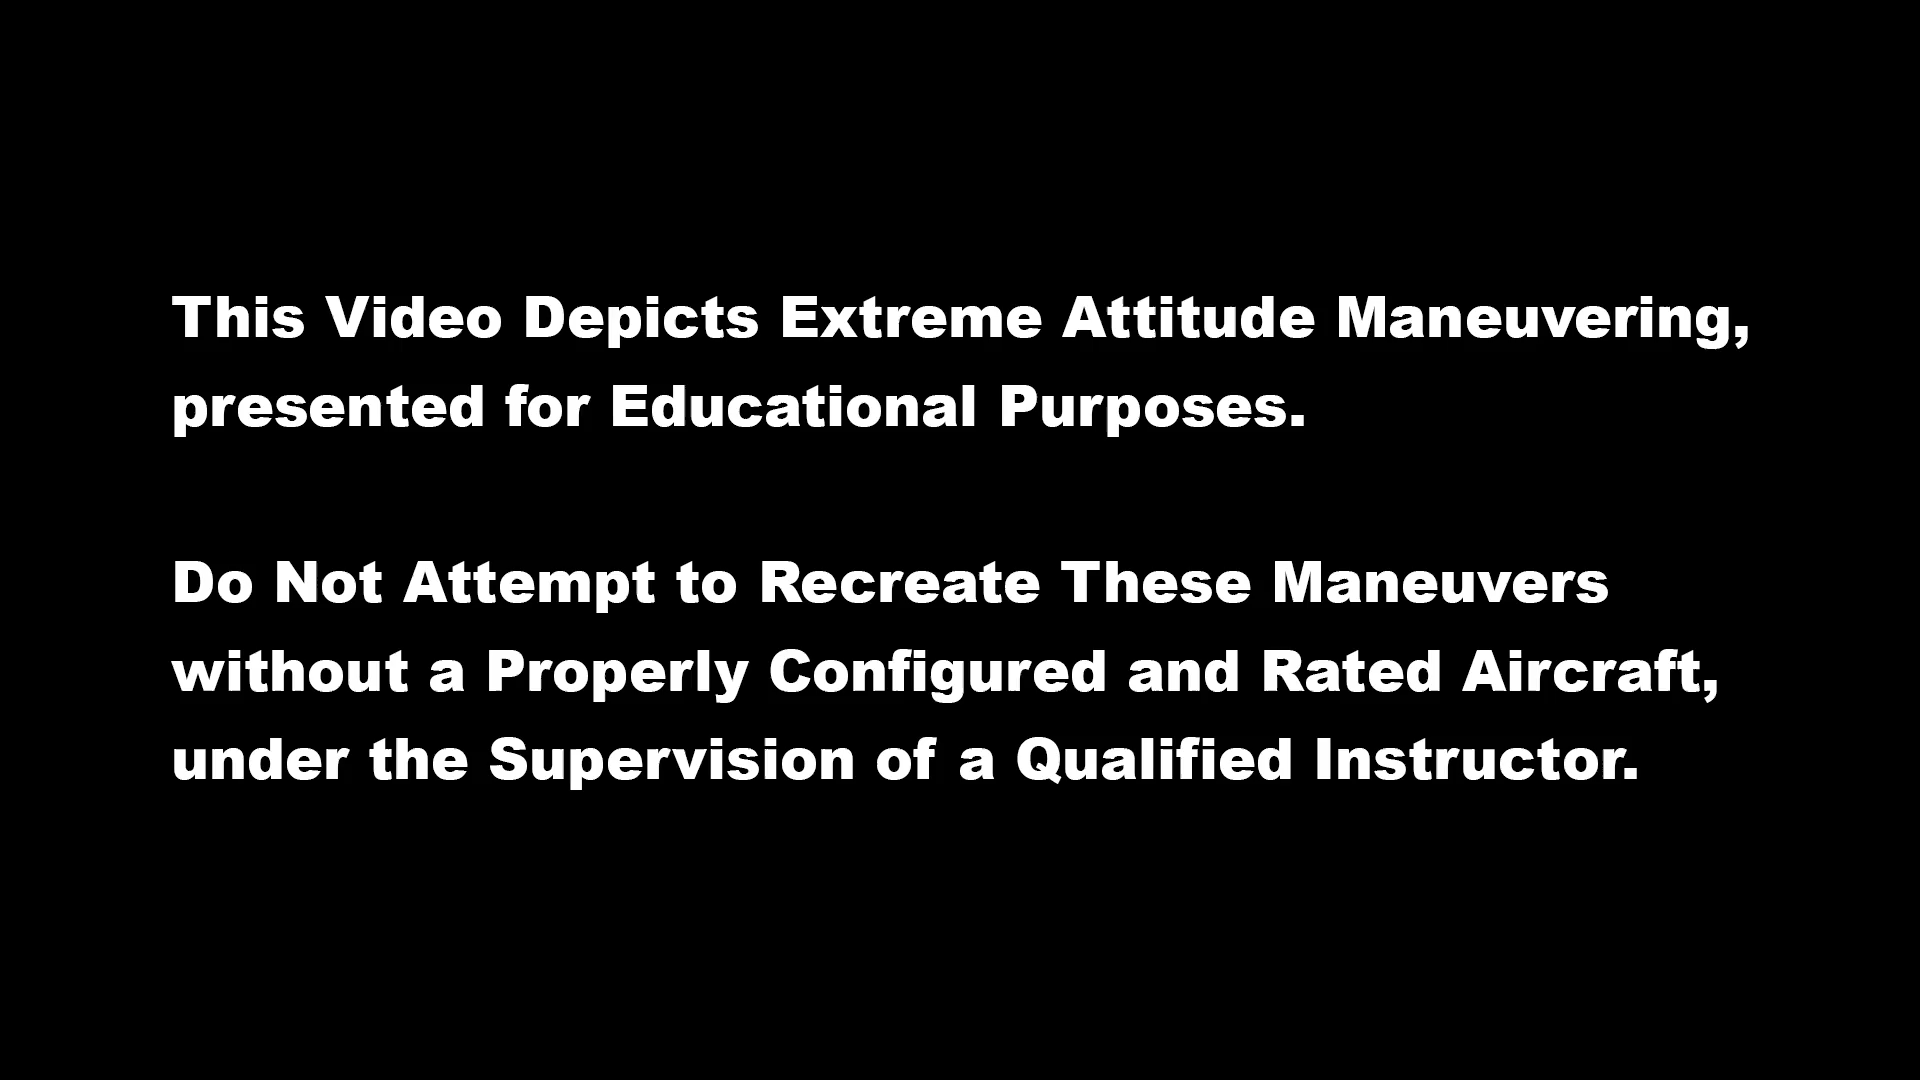 This Video Depicts Extreme Attitude Maneuvering,
presented for Educational Purposes.
Do Not Attempt to Recreate These Maneuvers
without a Properly Configured and Rated Aircraft,
under the Supervision of a Qualified Instructor.